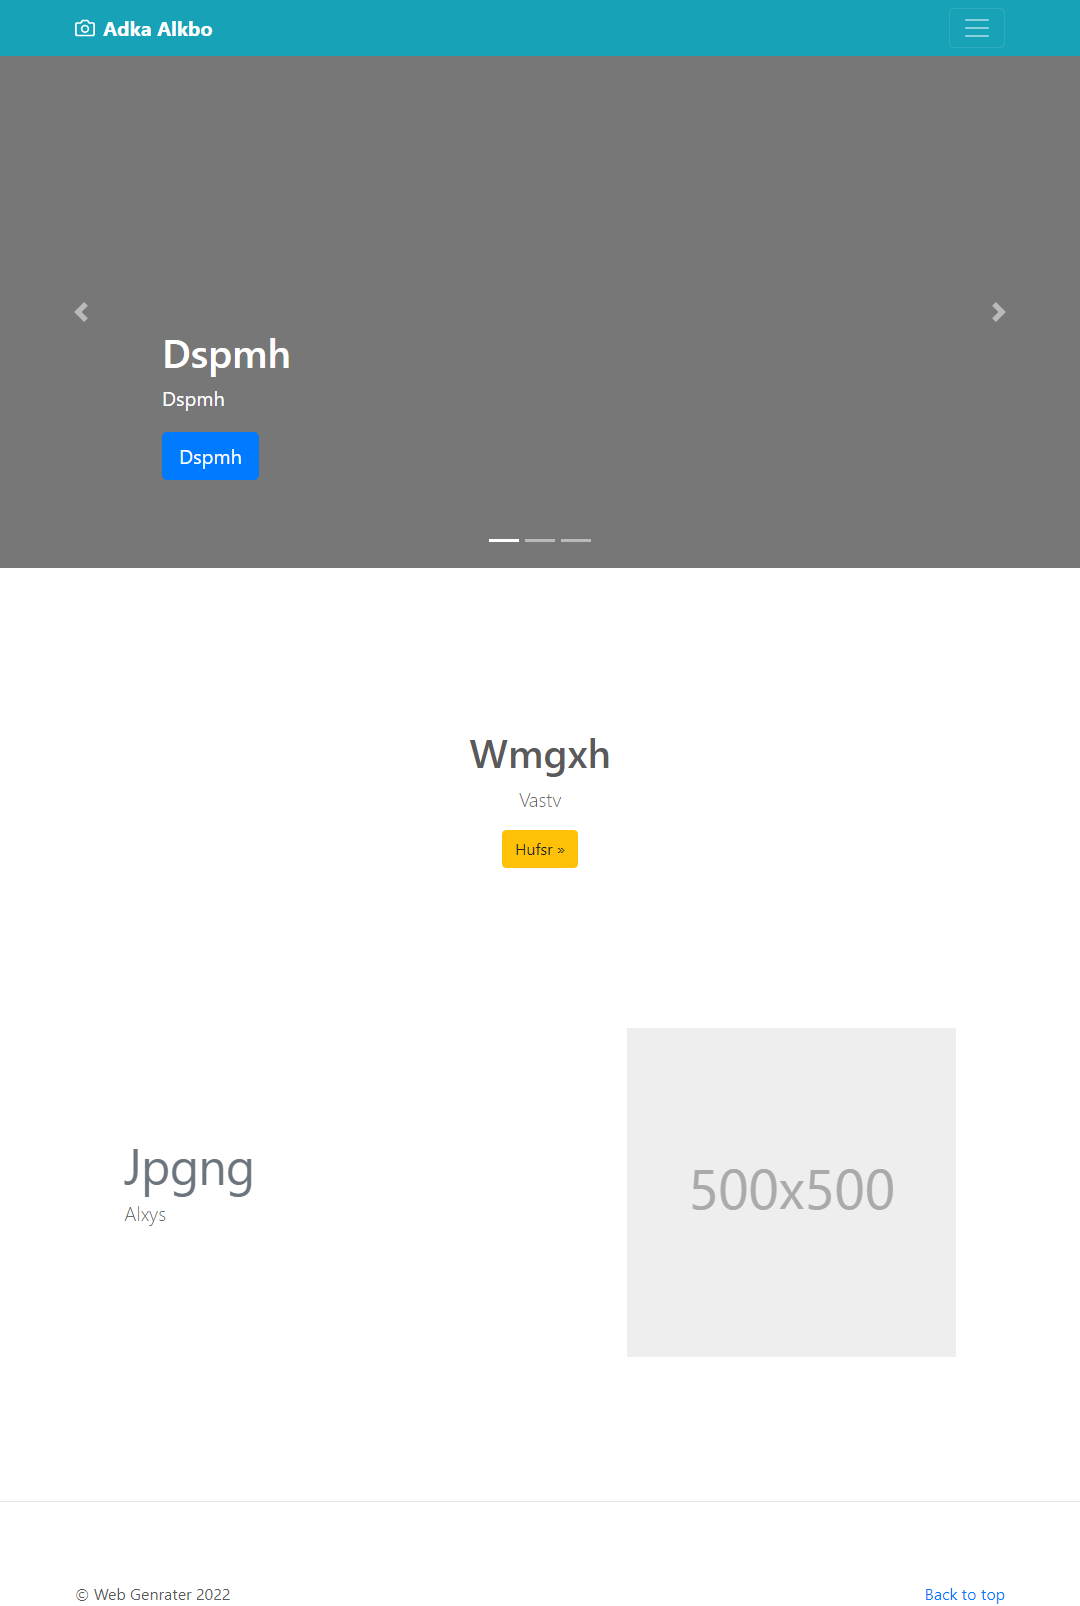 Adka Alkbo
Dspmh
Dspmh
Dspmh
Wmgxh
Vastv
Hufsr »
Jpgng
Alxys
500x500
© Web Genrater 2022
Back to top